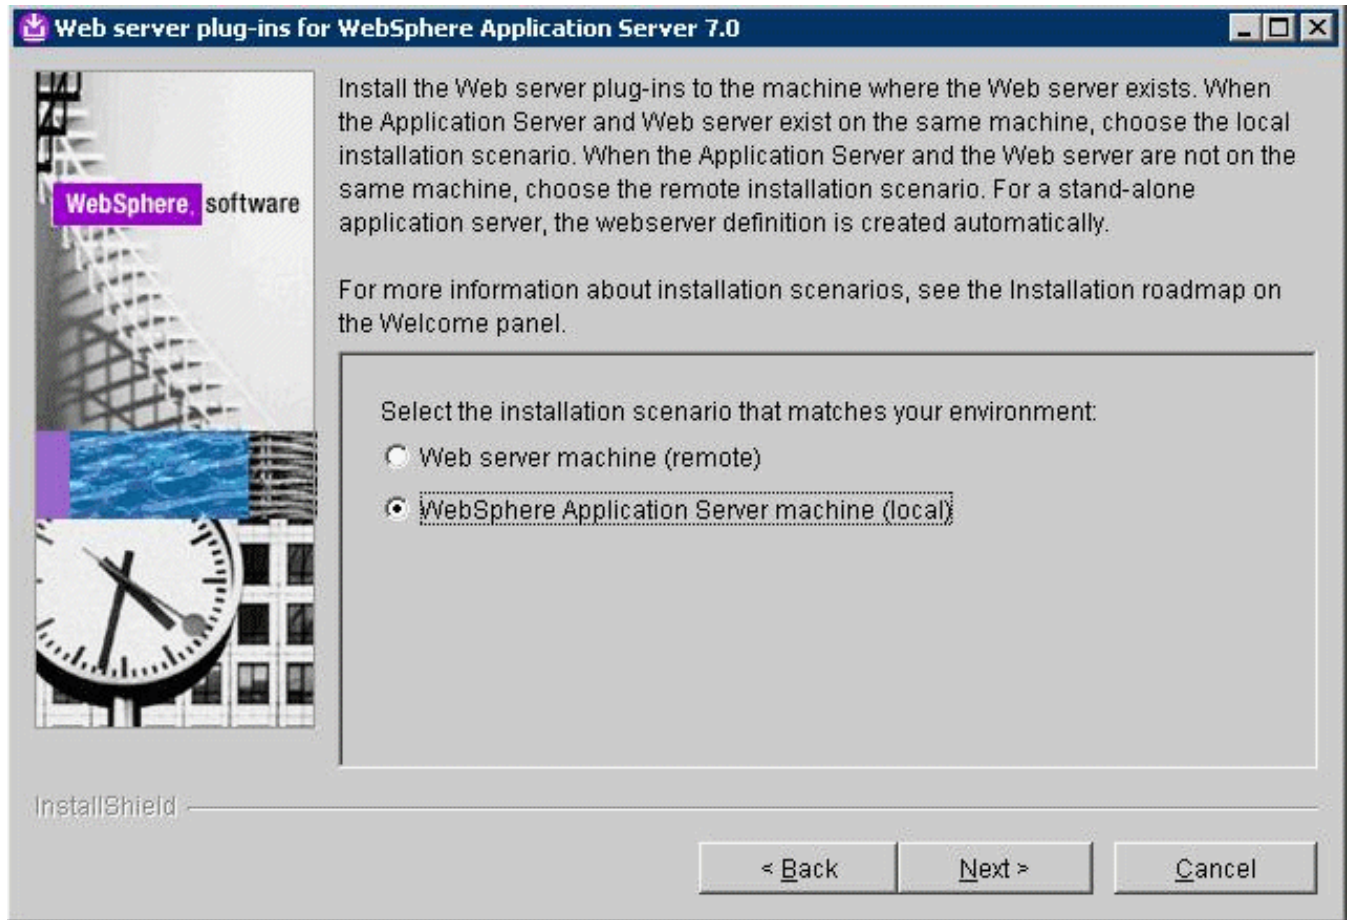 Web server plug-ins for WebSphere Application Server 7.0
Install the Web server plug-ins to the machine where the Web server exists. When
the Application Server and Web server exist on the same machine, choose the local
installation scenario. When the Application Server and the Web server are not on the
same machine, choose the remote installation scenario. For a stand-alone
application server, the webserver definition is created automatically.
For more information about installation scenarios, see the Installation roadmap on
the Welcome panel.
WebSphere. software
Select the installation scenario that matches your environment:
Web server machine (remote)
WebSphere Application Server machine (local)
InstallShield
< Back
Next >
Cancel